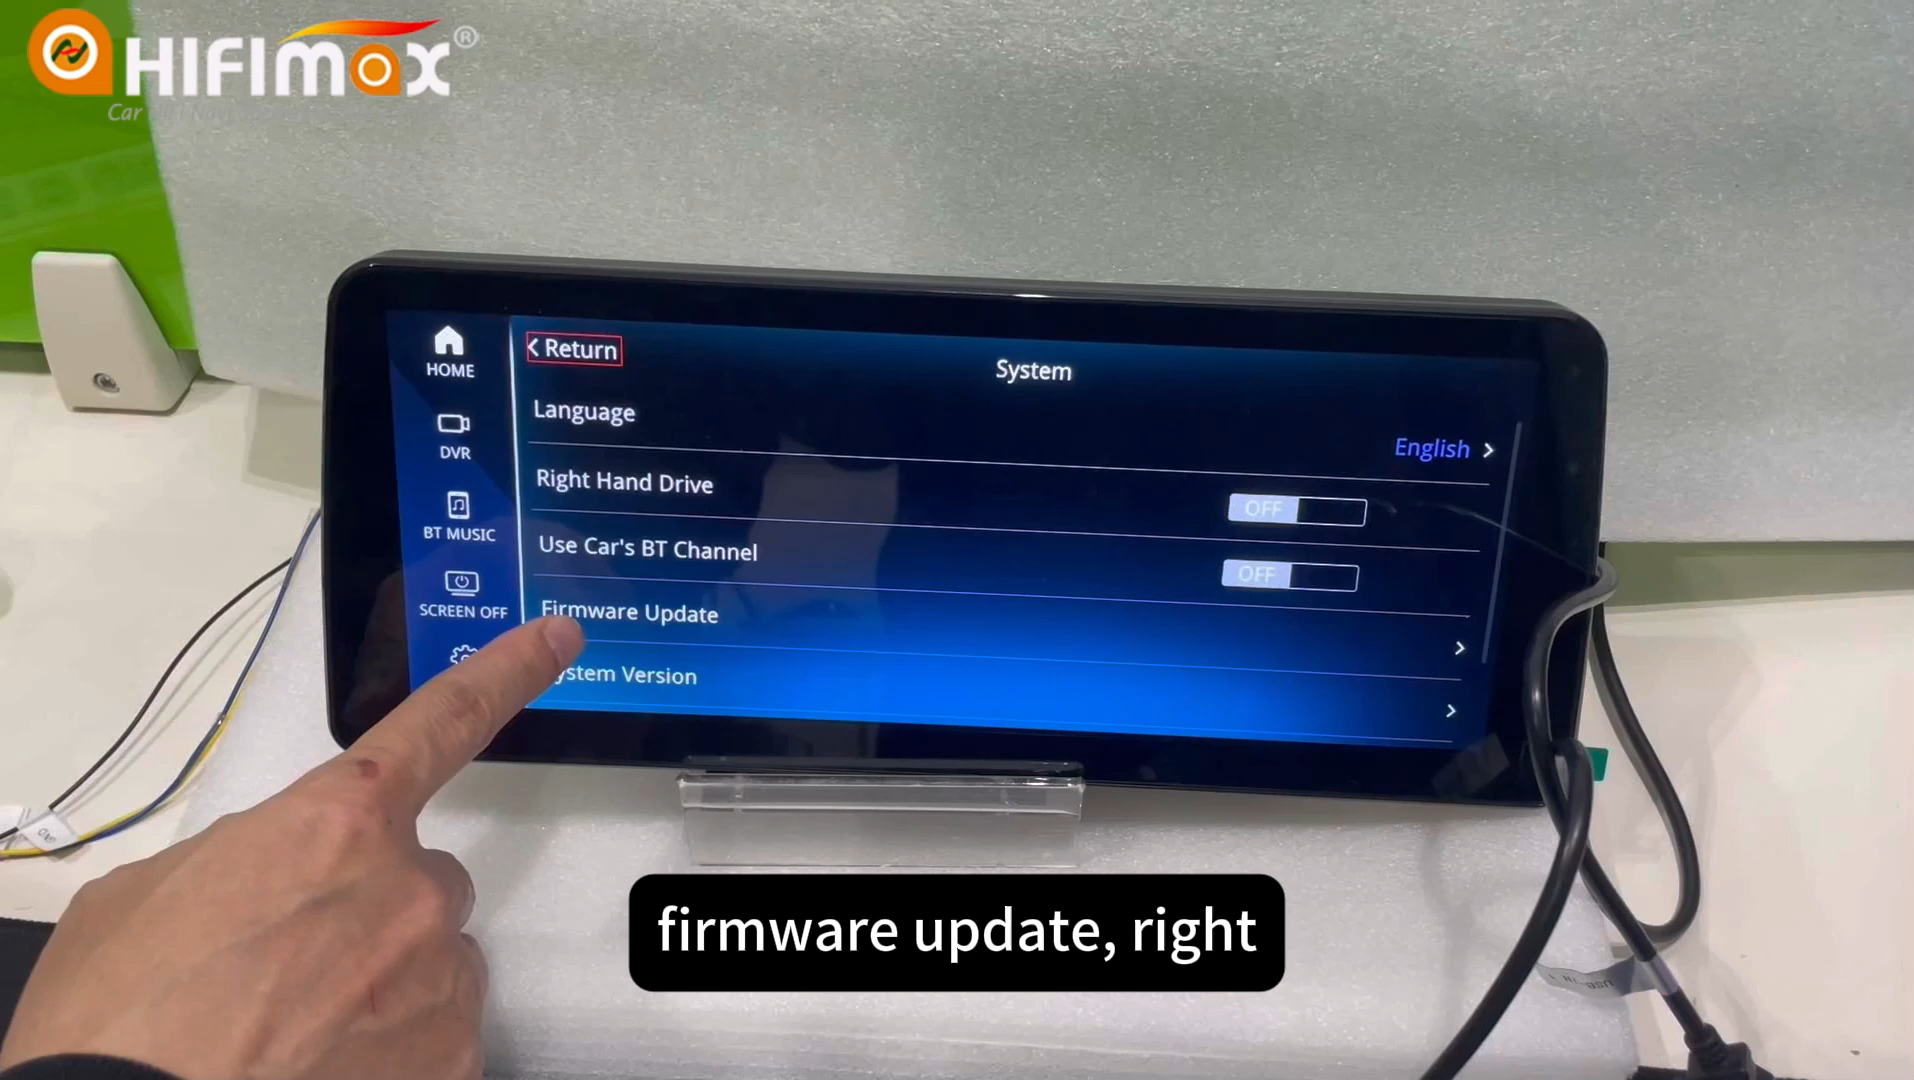 HIFIMAX®
Car
HOME
DVR
BT MUSIC
SCREEN OFF
Return
System
Language
English
Right Hand Drive
OFF
Use Car's BT Channel
OFF
Firmware Update
ystem Version
firmware update, right